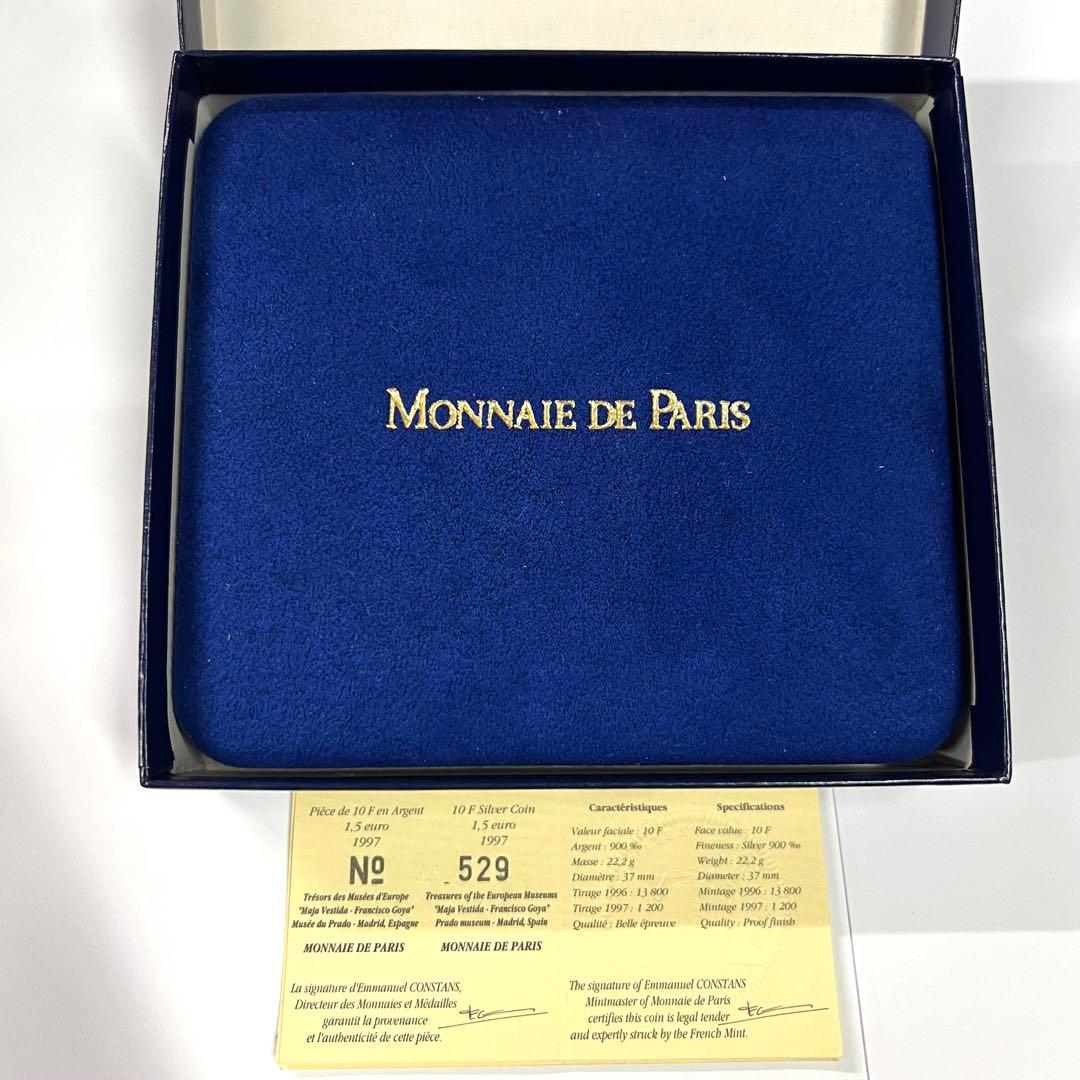 MONNAIE DE PARIS
Pièce de 10 F en Argent
1,5 euro
1997
Nº
Trésors des Musées d'Europe
"Maja Vestida - Francisco Goya"
Musée du Prado - Madrid, Espagne
MONNAIE DE PARIS
10 F Silver Coin
1,5 euro
1997
529
Treasures of the European Museums
"Maja Vestida - Francisco Goya"
Prado museum - Madrid, Spain
MONNAIE DE PARIS
Caractéristiques
Valeur faciale : 10 F
Argent : 900 ‰
Masse : 22,2 g
Diamètre : 37 mm
Tirage 1996 : 13 800
Tirage 1997 : 1 200
Qualité : Belle épreuve
Specifications
Face value : 10 F
Fineness : Silver 900 ‰
Weight : 22,2 g
Diameter : 37 mm
Mintage 1996 : 13 800
Mintage 1997 : 1 200
Quality : Proof finish
La signature d'Emmanuel CONSTANS,
Directeur des Monnaies et Médailles
garantit la provenance
et l'authenticité de cette pièce.
The signature of Emmanuel CONSTANS
Mintmaster of Monnaie de Paris
certifies this coin is legal tender
and expertly struck by the French Mint.